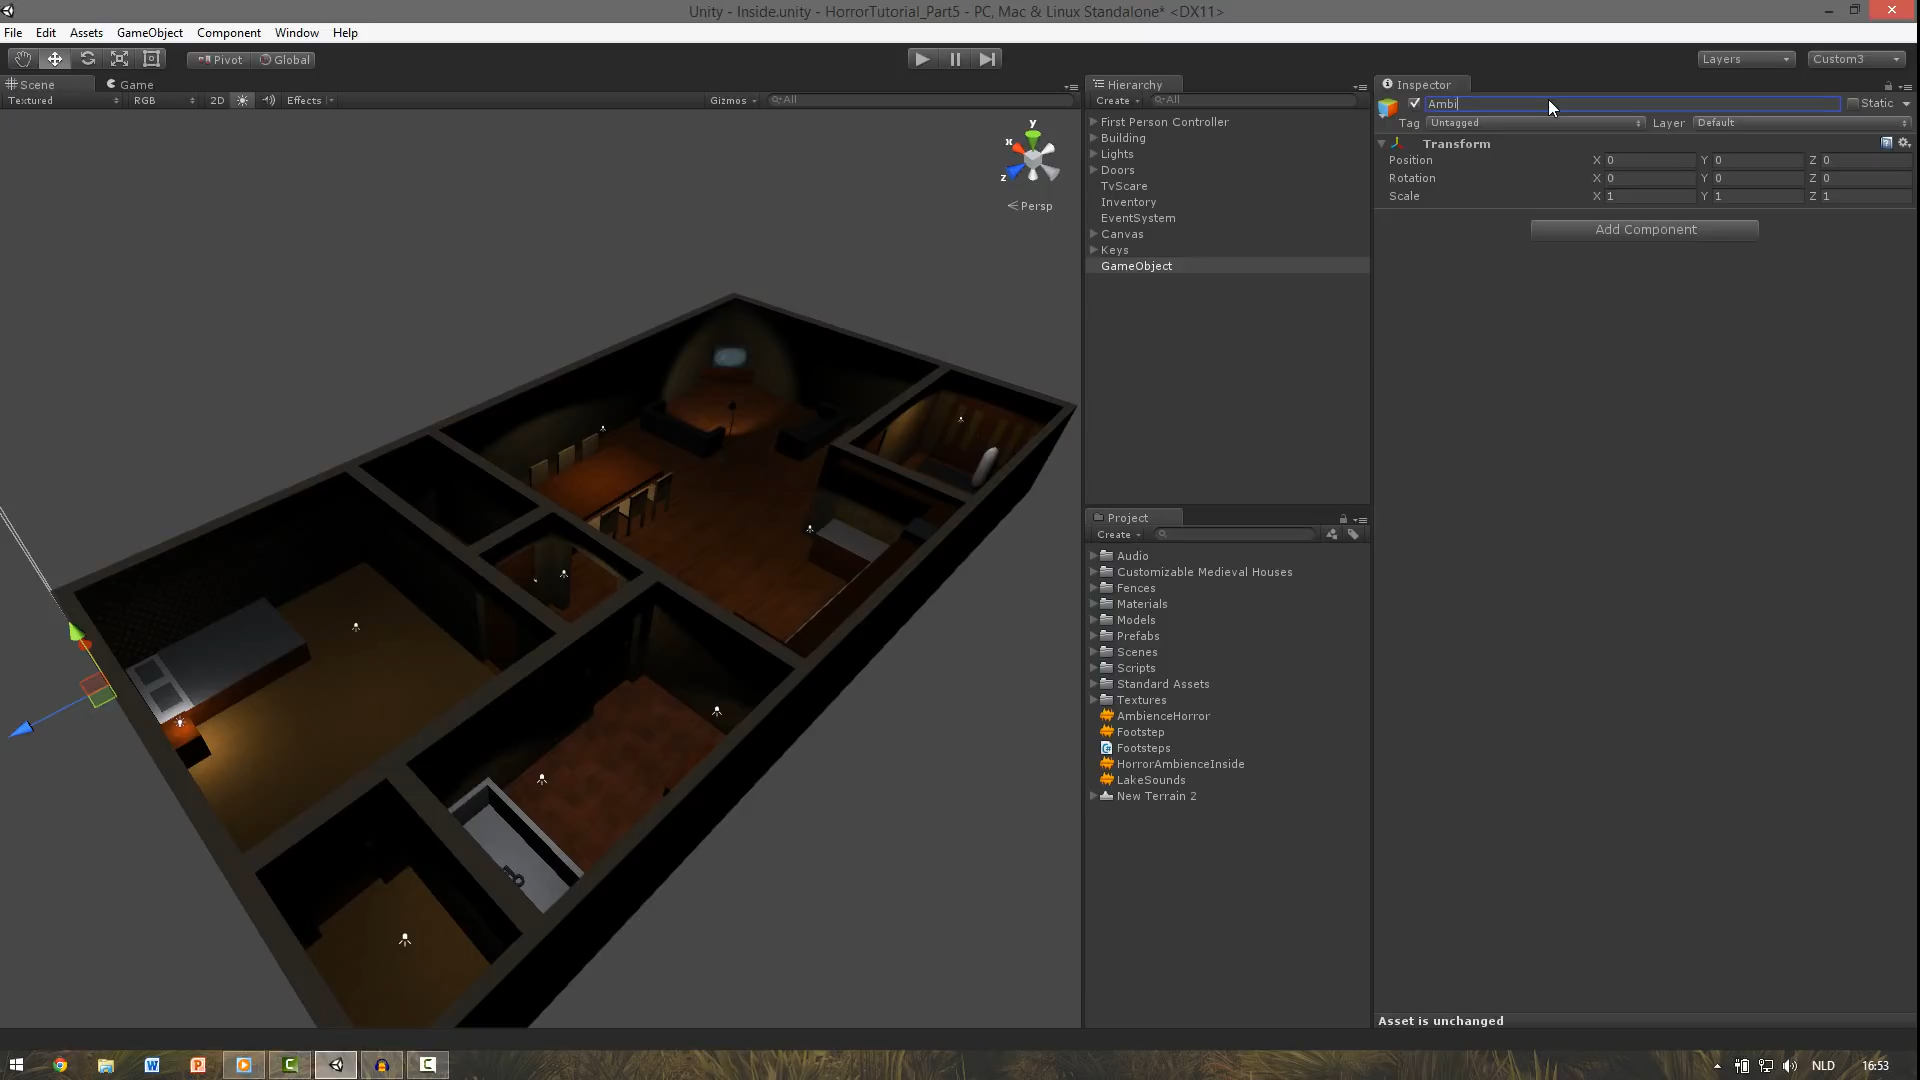 Unity - Inside.unity - HorrorTutorial_Part5 - PC, Mac & Linux Standalone* <DX11>
File Edit Assets GameObject Component Window Help
Pivot Global Layers Custom3
Scene Game
Textured RGB 2D Effects Gizmos All
y
x
z
Persp
Hierarchy
Create All
First Person Controller
Building
Lights
Doors
TvScare
Inventory
EventSystem
Canvas
Keys
GameObject
Project
Create
Audio
Customizable Medieval Houses
Fences
Materials
Models
Prefabs
Scenes
Scripts
Standard Assets
Textures
AmbienceHorror
Footstep
Footsteps
HorrorAmbienceInside
LakeSounds
New Terrain 2
Inspector
Ambi Static
Tag Untagged Layer Default
Transform
Position X 0 Y 0 Z 0
Rotation X 0 Y 0 Z 0
Scale X 1 Y 1 Z 1
Add Component
Asset is unchanged
NLD 16:53